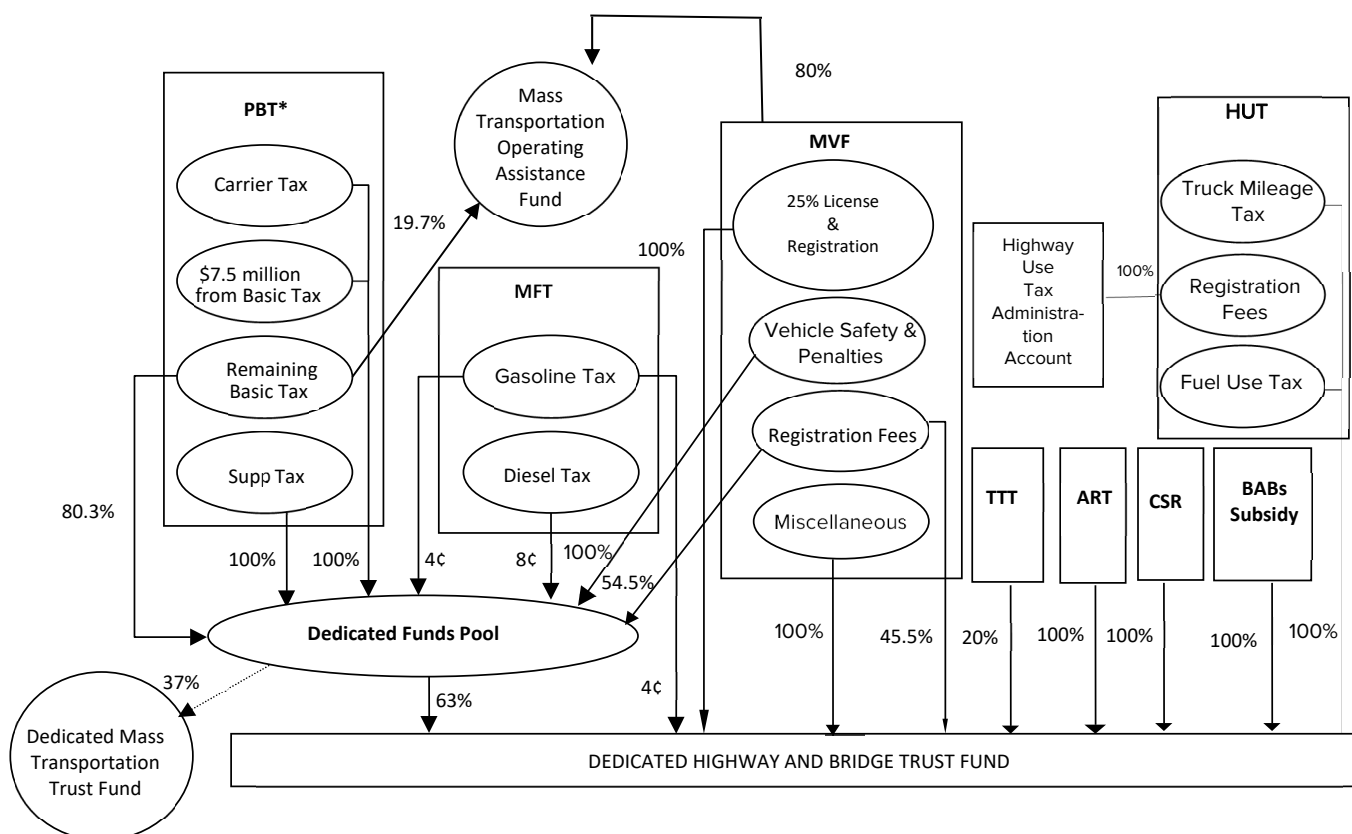 80%
PBT*
Carrier Tax
$7.5 million
from Basic Tax
Remaining
Basic Tax
Supp Tax
Mass
Transportation
Operating
Assistance
Fund
19.7%
MFT
Gasoline Tax
Diesel Tax
100%
MVF
25% License
&
Registration
Vehicle Safety &
Penalties
Registration Fees
Miscellaneous
Highway
Use
Tax
Administra-
tion
Account
100%
HUT
Truck Mileage
Tax
Registration
Fees
Fuel Use Tax
TTT
ART
CSR
BABs
Subsidy
80.3%
100%
100%
4¢
8¢
100%
54.5%
Dedicated Funds Pool
100%
45.5%
20%
100%
100%
100%
100%
37%
63%
4¢
Dedicated Mass
Transportation
Trust Fund
DEDICATED HIGHWAY AND BRIDGE TRUST FUND